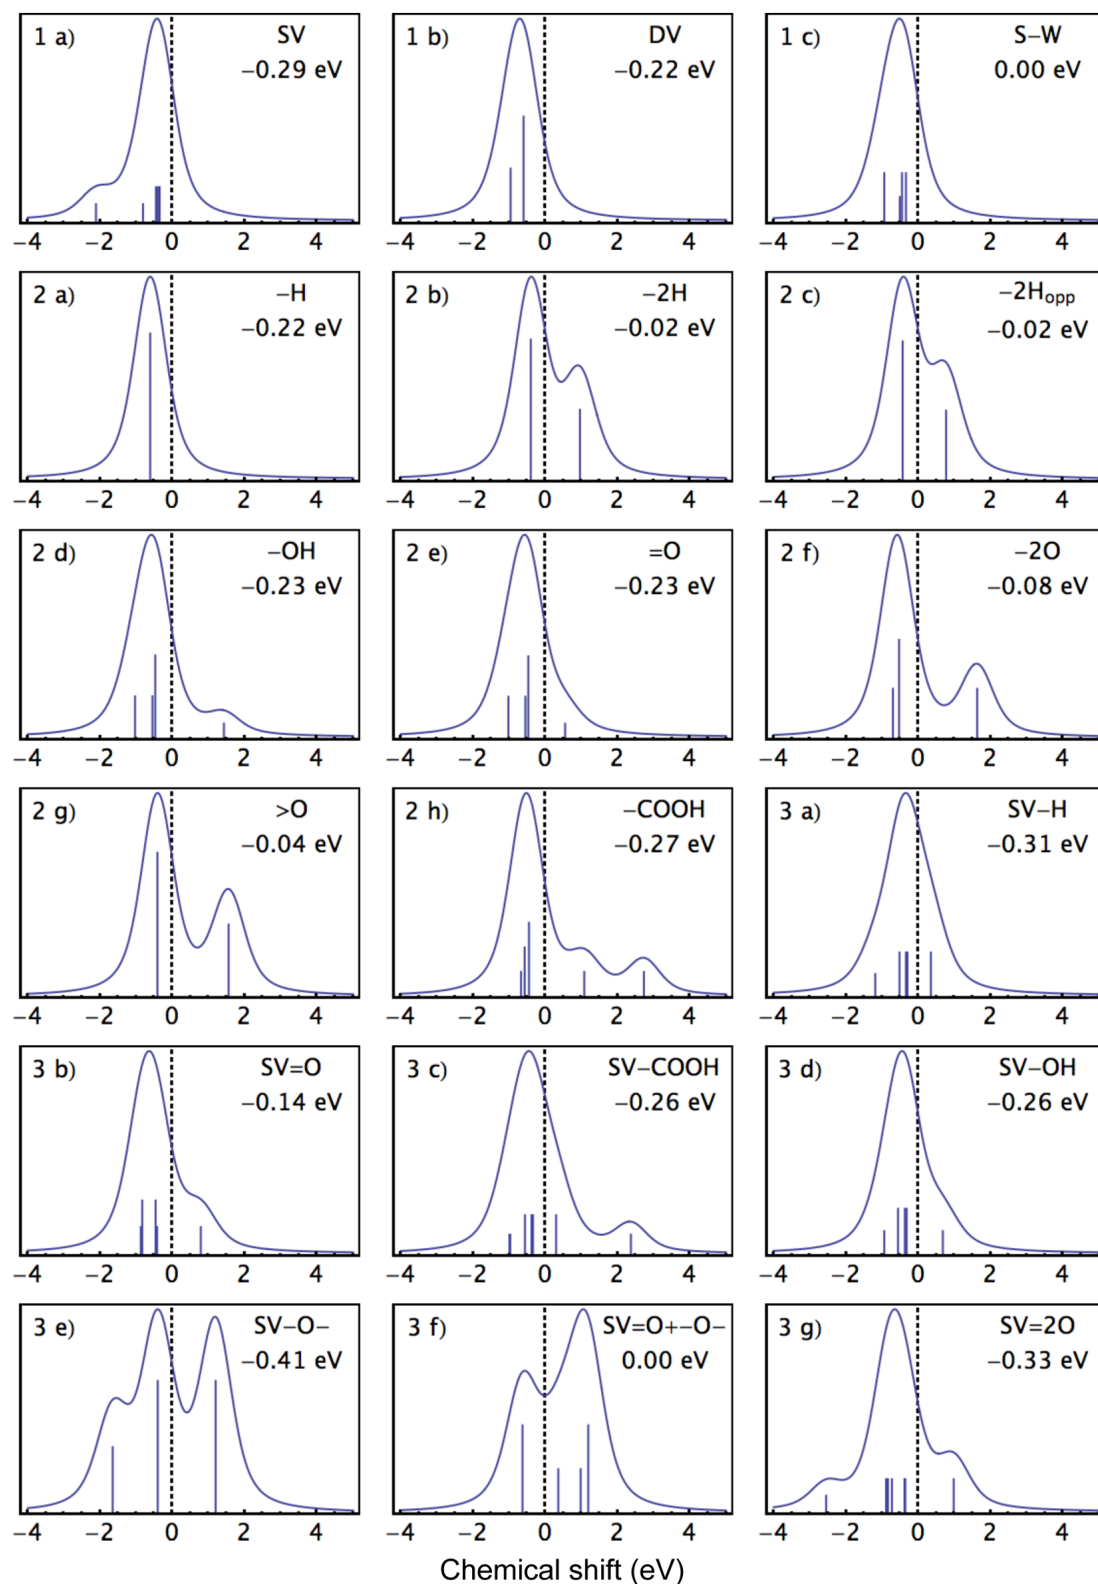 1 a) SV
−0.29 eV
−4 −2 0 2 4
1 b) DV
−0.22 eV
−4 −2 0 2 4
1 c) S−W
0.00 eV
−4 −2 0 2 4
2 a) −H
−0.22 eV
−4 −2 0 2 4
2 b) −2H
−0.02 eV
−4 −2 0 2 4
2 c) −2Hopp
−0.02 eV
−4 −2 0 2 4
2 d) −OH
−0.23 eV
−4 −2 0 2 4
2 e) =O
−0.23 eV
−4 −2 0 2 4
2 f) −2O
−0.08 eV
−4 −2 0 2 4
2 g) >O
−0.04 eV
−4 −2 0 2 4
2 h) −COOH
−0.27 eV
−4 −2 0 2 4
3 a) SV−H
−0.31 eV
−4 −2 0 2 4
3 b) SV=O
−0.14 eV
−4 −2 0 2 4
3 c) SV−COOH
−0.26 eV
−4 −2 0 2 4
3 d) SV−OH
−0.26 eV
−4 −2 0 2 4
3 e) SV−O−
−0.41 eV
−4 −2 0 2 4
3 f) SV=O+−O−
0.00 eV
−4 −2 0 2 4
3 g) SV=2O
−0.33 eV
−4 −2 0 2 4
Chemical shift (eV)